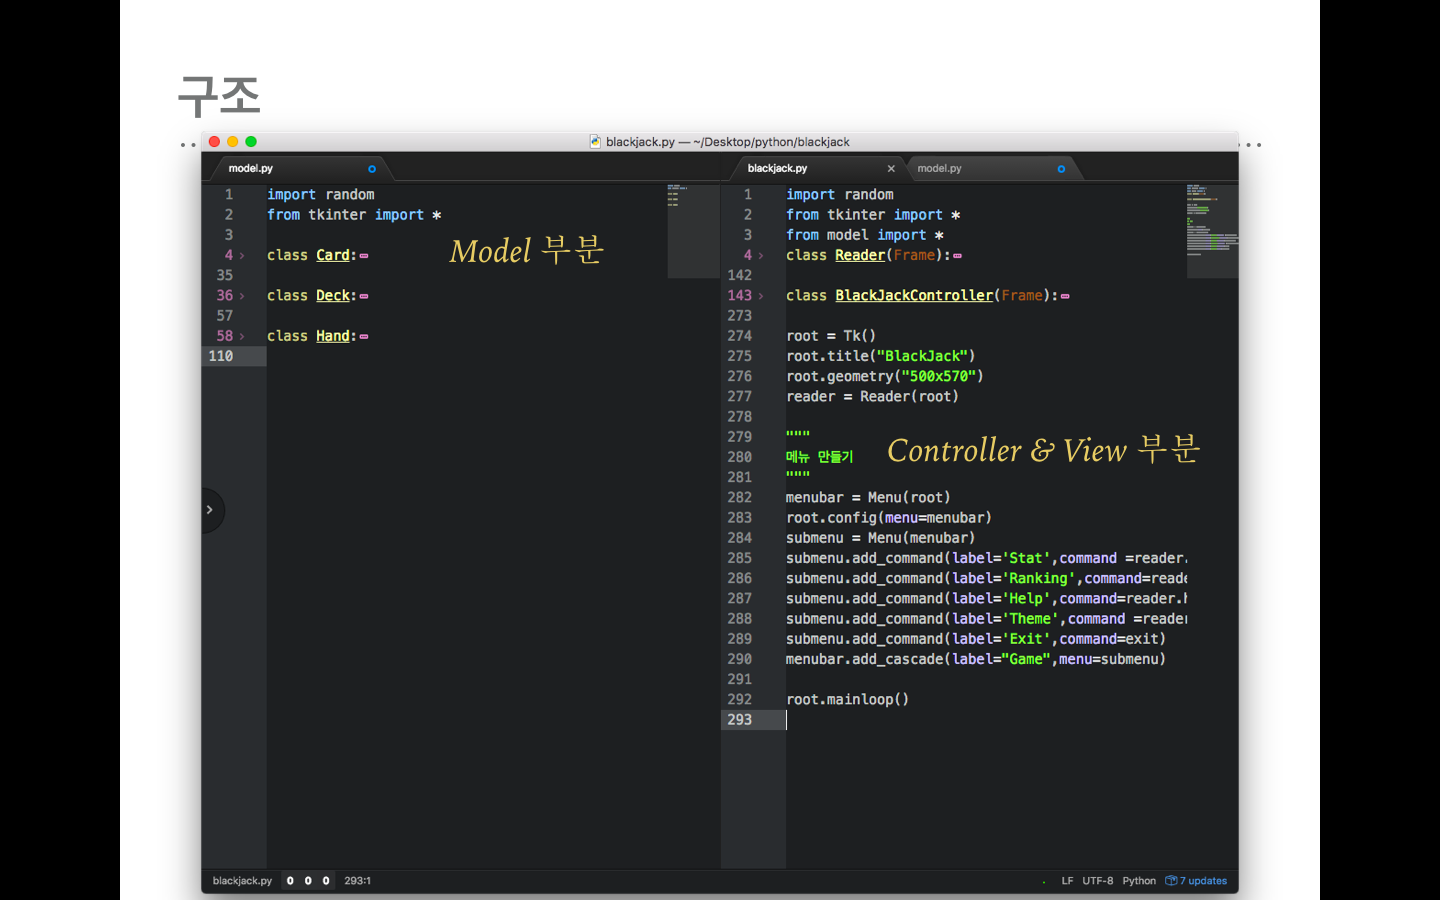 구조
blackjack.py — ~/Desktop/python/blackjack
model.py
1 import random
2 from tkinter import *
3
4 class Card:
35
36 class Deck:
57
58 class Hand:
110
Model 부분
blackjack.py
model.py
1 import random
2 from tkinter import *
3 from model import *
4 class Reader(Frame):
142
143 class BlackJackController(Frame):
273
274 root = Tk()
275 root.title("BlackJack")
276 root.geometry("500x570")
277 reader = Reader(root)
278
279 """
280 메뉴 만들기
281 """
282 menubar = Menu(root)
283 root.config(menu=menubar)
284 submenu = Menu(menubar)
285 submenu.add_command(label='Stat',command =reader.
286 submenu.add_command(label='Ranking',command=reade
287 submenu.add_command(label='Help',command=reader.h
288 submenu.add_command(label='Theme',command =reader
289 submenu.add_command(label='Exit',command=exit)
290 menubar.add_cascade(label="Game",menu=submenu)
291
292 root.mainloop()
293
Controller & View 부분
blackjack.py 0 0 0 293:1
LF UTF-8 Python 7 updates